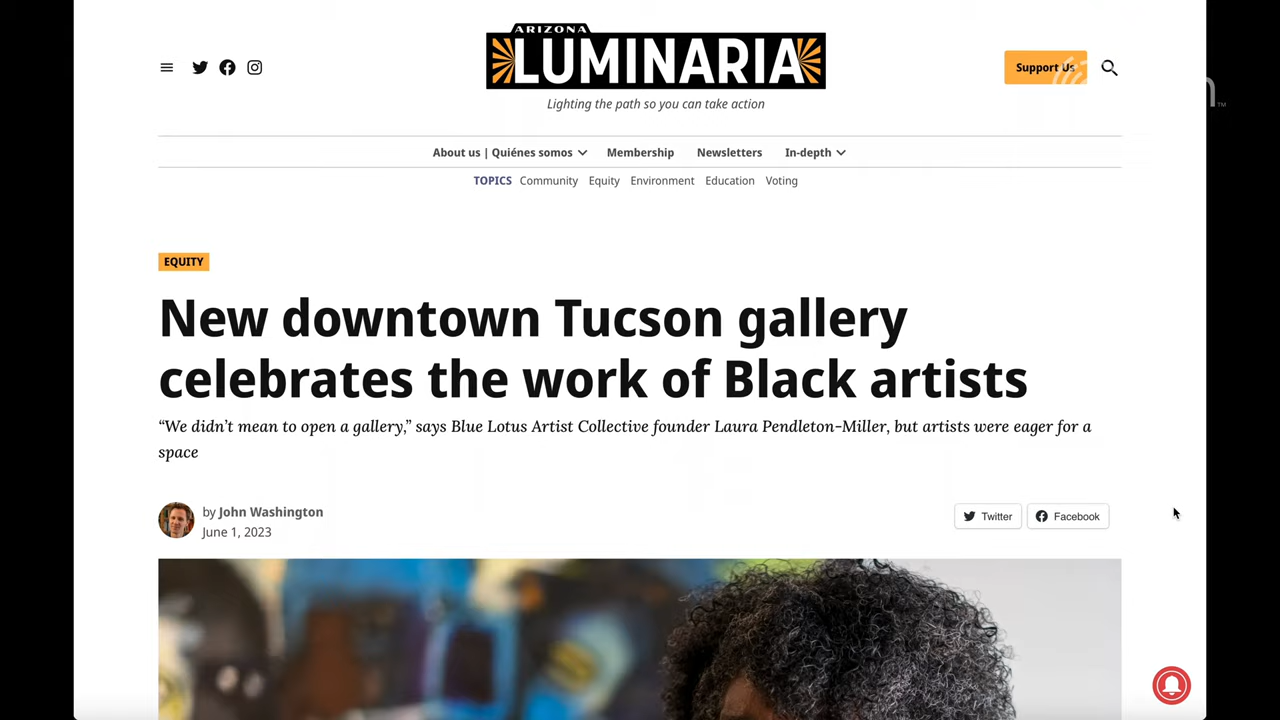 ARIZONA
LUMINARIA
Lighting the path so you can take action
Support Us
TM
About us | Quiénes somos
Membership
Newsletters
In-depth
TOPICS Community Equity Environment Education Voting
EQUITY
New downtown Tucson gallery
celebrates the work of Black artists
“We didn’t mean to open a gallery,” says Blue Lotus Artist Collective founder Laura Pendleton-Miller, but artists were eager for a
space
by John Washington
June 1, 2023
Twitter
Facebook